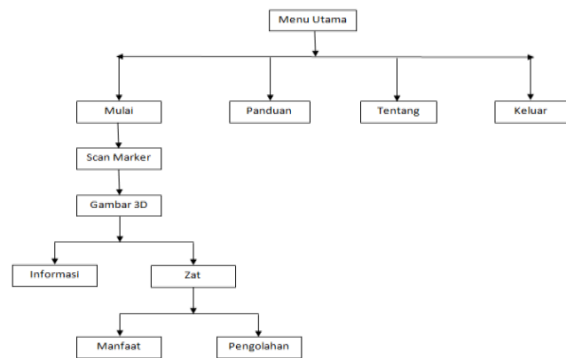 Menu Utama
Mulai
Panduan
Tentang
Keluar
Scan Marker
Gambar 3D
Informasi
Zat
Manfaat
Pengolahan